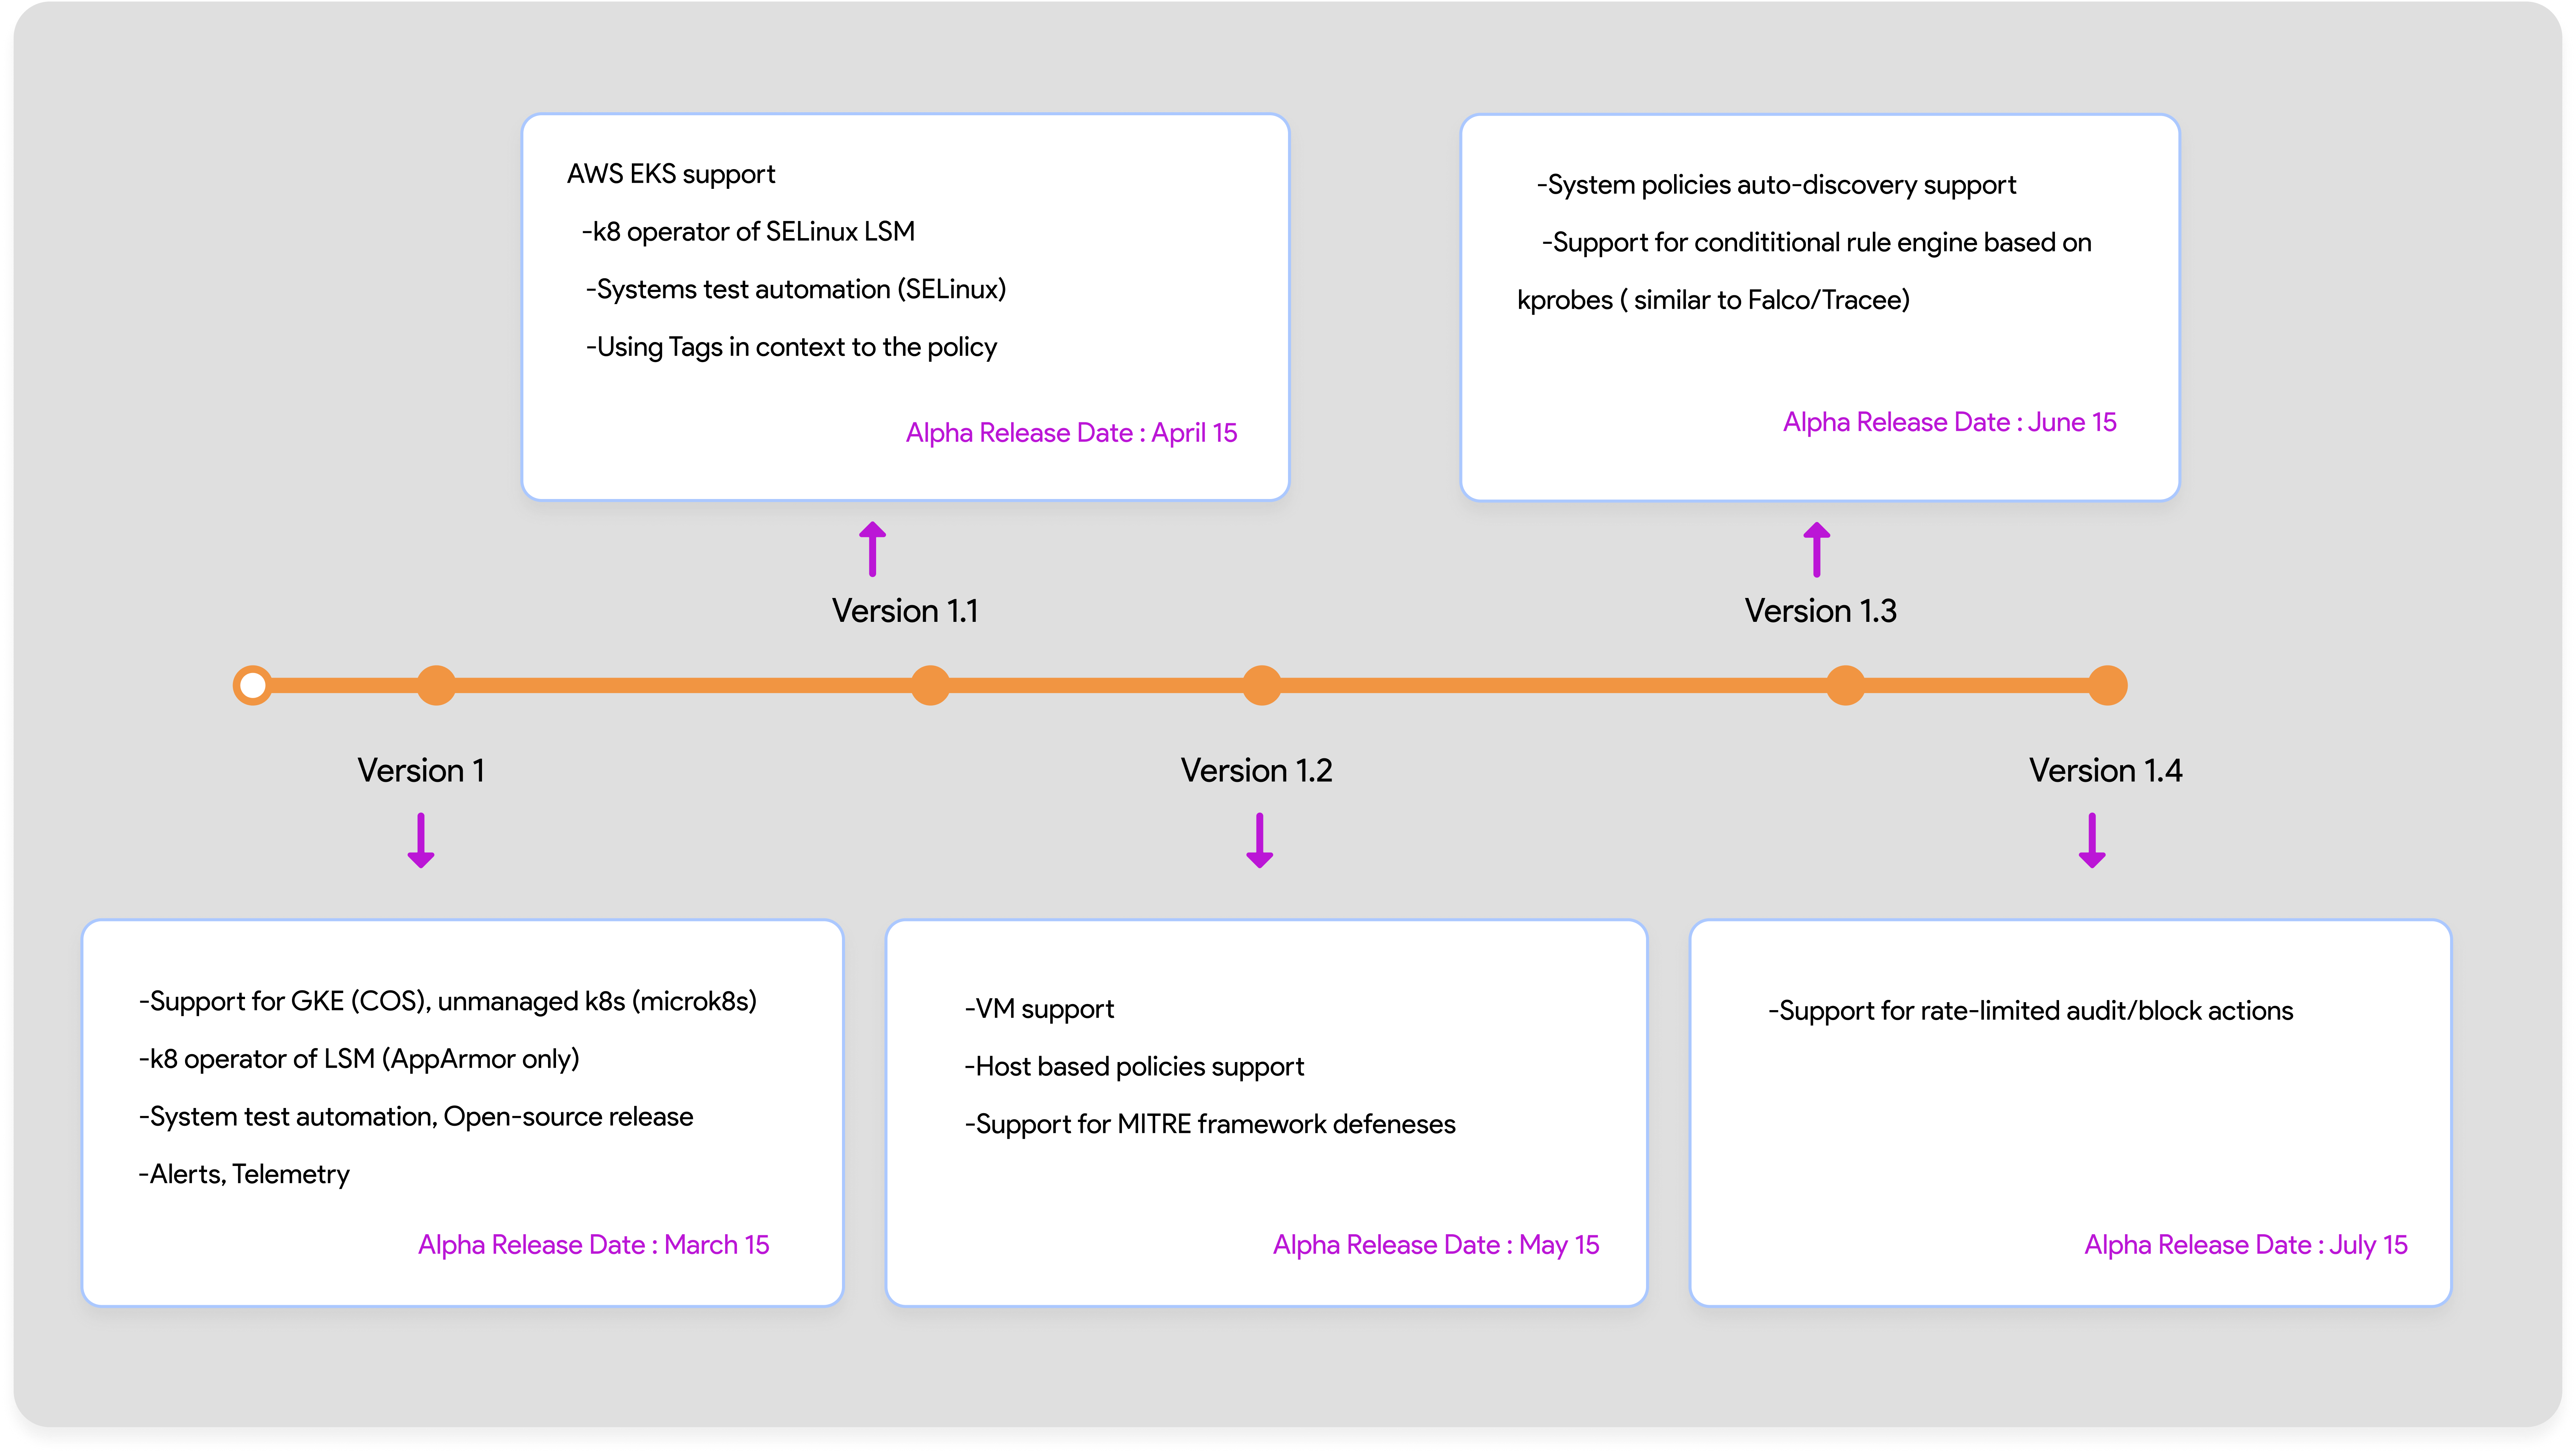 AWS EKS support
-k8 operator of SELinux LSM
-Systems test automation (SELinux)
-Using Tags in context to the policy
Alpha Release Date : April 15
-System policies auto-discovery support
-Support for condititional rule engine based on
kprobes ( similar to Falco/Tracee)
Alpha Release Date : June 15
Version 1.1
Version 1.3
Version 1
Version 1.2
Version 1.4
-Support for GKE (COS), unmanaged k8s (microk8s)
-k8 operator of LSM (AppArmor only)
-System test automation, Open-source release
-Alerts, Telemetry
Alpha Release Date : March 15
-VM support
-Host based policies support
-Support for MITRE framework defeneses
Alpha Release Date : May 15
-Support for rate-limited audit/block actions
Alpha Release Date : July 15